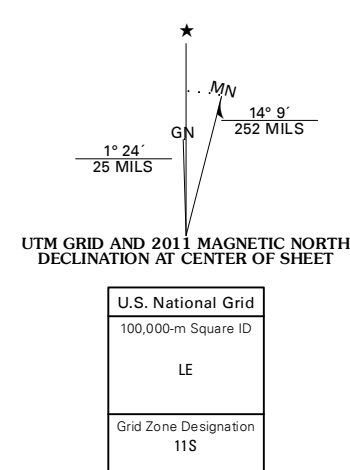 ★
MN
14° 9´
252 MILS
GN
1° 24´
25 MILS
UTM GRID AND 2011 MAGNETIC NORTH
DECLINATION AT CENTER OF SHEET
U.S. National Grid
100,000-m Square ID
LE
Grid Zone Designation
11S